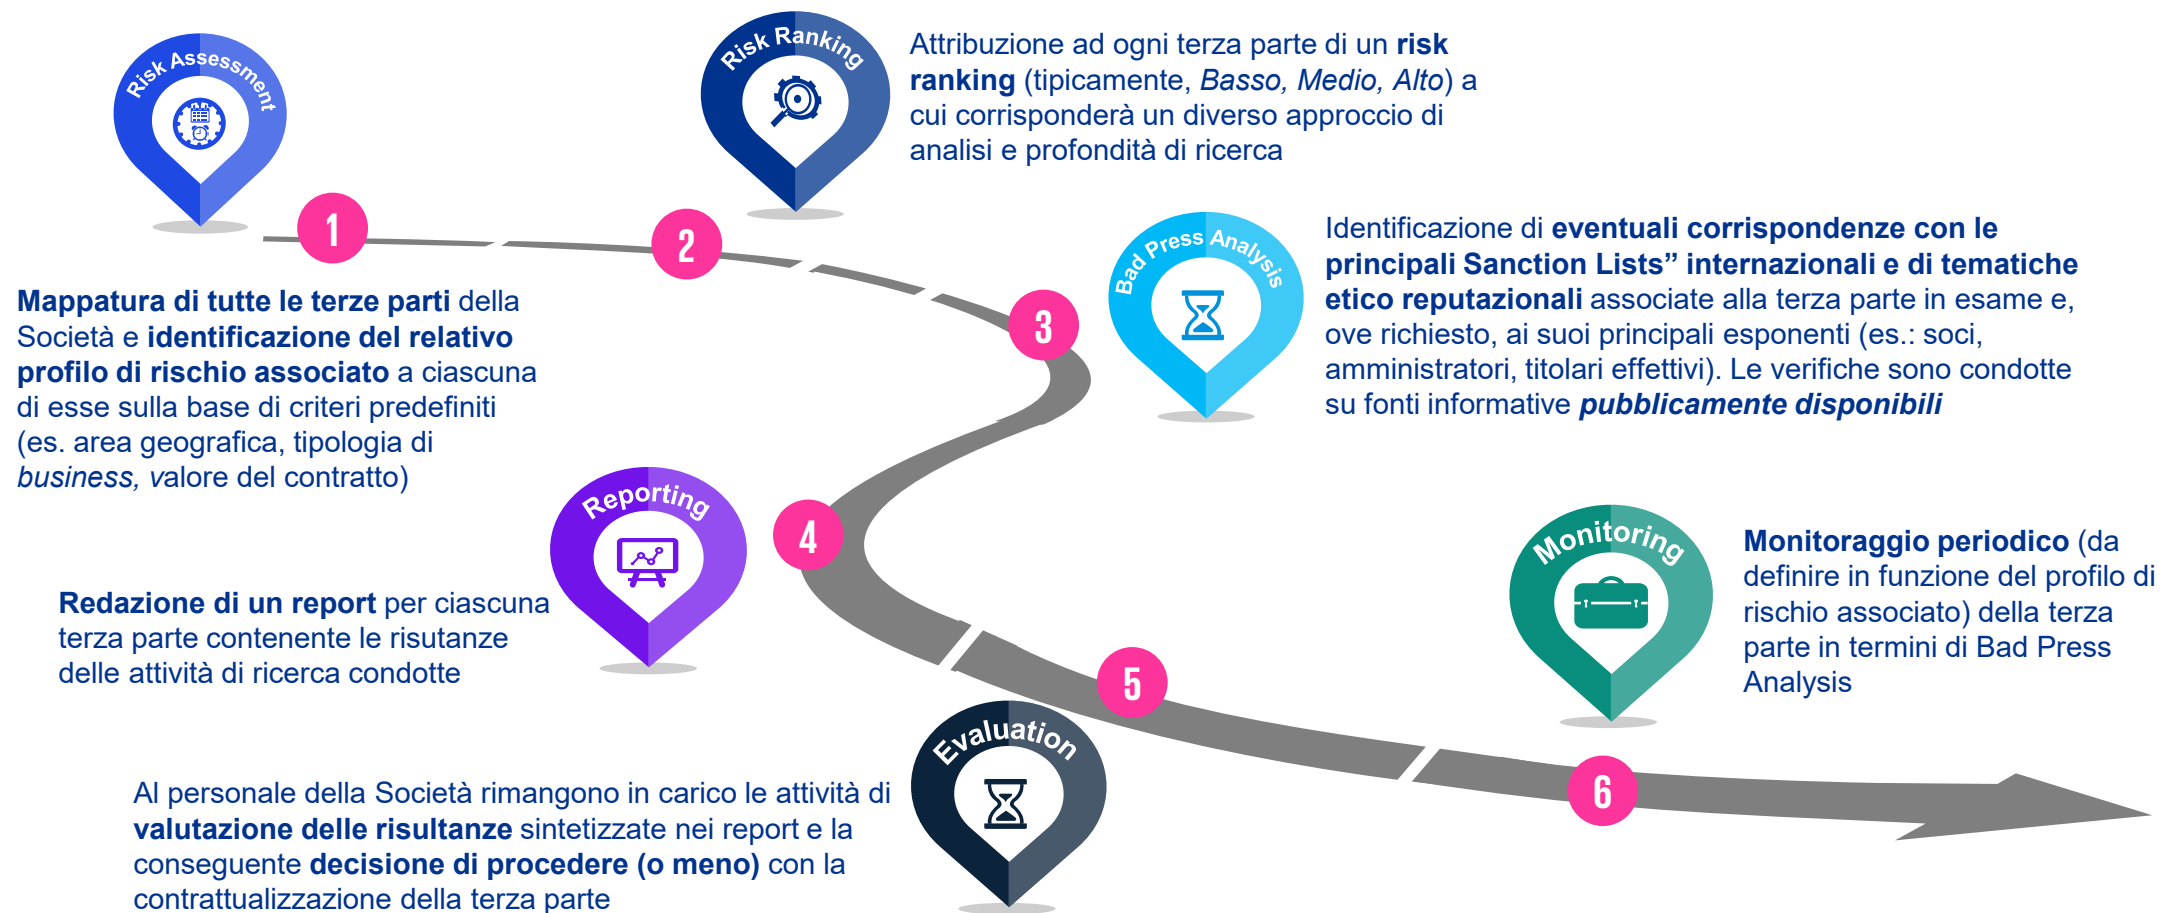 Risk Assessment
1
Mappatura di tutte le terze parti della
Società e identificazione del relativo
profilo di rischio associato a ciascuna
di esse sulla base di criteri predefiniti
(es. area geografica, tipologia di
business, valore del contratto)
Risk Ranking
2
Attribuzione ad ogni terza parte di un risk
ranking (tipicamente, Basso, Medio, Alto) a
cui corrisponderà un diverso approccio di
analisi e profondità di ricerca
3
Bad Press Analysis
Identificazione di eventuali corrispondenze con le
principali Sanction Lists” internazionali e di tematiche
etico reputazionali associate alla terza parte in esame e,
ove richiesto, ai suoi principali esponenti (es.: soci,
amministratori, titolari effettivi). Le verifiche sono condotte
su fonti informative pubblicamente disponibili
Reporting
4
Redazione di un report per ciascuna
terza parte contenente le risutanze
delle attività di ricerca condotte
5
Evaluation
Al personale della Società rimangono in carico le attività di
valutazione delle risultanze sintetizzate nei report e la
conseguente decisione di procedere (o meno) con la
contrattualizzazione della terza parte
Monitoring
6
Monitoraggio periodico (da
definire in funzione del profilo di
rischio associato) della terza
parte in termini di Bad Press
Analysis